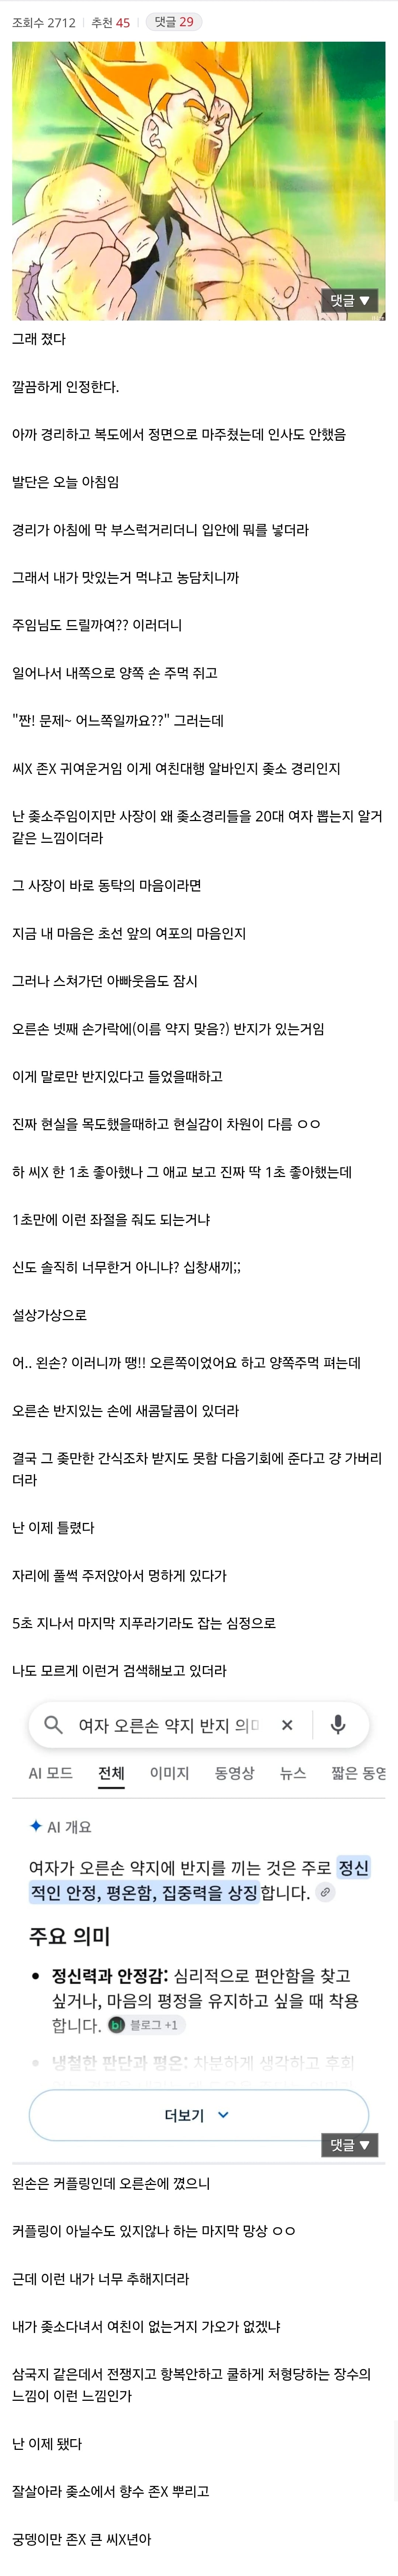 조회수 2712 추천 45 댓글 29
댓글 ▼
그래 졌다
깔끔하게 인정한다.
아까 경리하고 복도에서 정면으로 마주쳤는데 인사도 안했음
발단은 오늘 아침임
경리가 아침에 막 부스럭거리더니 입안에 뭐를 넣더라
그래서 내가 맛있는거 먹냐고 농담치니까
주임님도 드릴까여?? 이러더니
일어나서 내쪽으로 양쪽 손 주먹 쥐고
"짠! 문제~ 어느쪽일까요??" 그러는데
씨X 존X 귀여운거임 이게 여친대행 알바인지 좆소 경리인지
난 좆소주임이지만 사장이 왜 좆소경리들을 20대 여자 뽑는지 알거
같은 느낌이더라
그 사장이 바로 동탁의 마음이라면
지금 내 마음은 초선 앞의 여포의 마음인지
그러나 스쳐가던 아빠웃음도 잠시
오른손 넷째 손가락에(이름 약지 맞음?) 반지가 있는거임
이게 말로만 반지있다고 들었을때하고
진짜 현실을 목도했을때하고 현실감이 차원이 다름 ㅇㅇ
하 씨X 한 1초 좋아했나 그 애교 보고 진짜 딱 1초 좋아했는데
1초만에 이런 좌절을 줘도 되는거냐
신도 솔직히 너무한거 아니냐? 십창새끼;;
설상가상으로
어.. 왼손? 이러니까 땡!! 오른쪽이었어요 하고 양쪽주먹 펴는데
오른손 반지있는 손에 새콤달콤이 있더라
결국 그 좆만한 간식조차 받지도 못함 다음기회에 준다고 걍 가버리
더라
난 이제 틀렸다
자리에 풀썩 주저앉아서 멍하게 있다가
5초 지나서 마지막 지푸라기라도 잡는 심정으로
나도 모르게 이런거 검색해보고 있더라
여자 오른손 약지 반지 의미
AI 모드 전체 이미지 동영상 뉴스 짧은 동영
AI 개요
여자가 오른손 약지에 반지를 끼는 것은 주로 정신
적인 안정, 평온함, 집중력을 상징합니다.
주요 의미
• 정신력과 안정감: 심리적으로 편안함을 찾고
싶거나, 마음의 평정을 유지하고 싶을 때 착용
합니다. 블로그 +1
• 냉철한 판단과 평온: 차분하게 생각하고 후회
더보기
댓글 ▼
왼손은 커플링인데 오른손에 꼈으니
커플링이 아닐수도 있지않나 하는 마지막 망상 ㅇㅇ
근데 이런 내가 너무 추해지더라
내가 좆소다녀서 여친이 없는거지 가오가 없겠냐
삼국지 같은데서 전쟁지고 항복안하고 쿨하게 처형당하는 장수의
느낌이 이런 느낌인가
난 이제 됐다
잘살아라 좆소에서 향수 존X 뿌리고
궁뎅이만 존X 큰 씨X년아